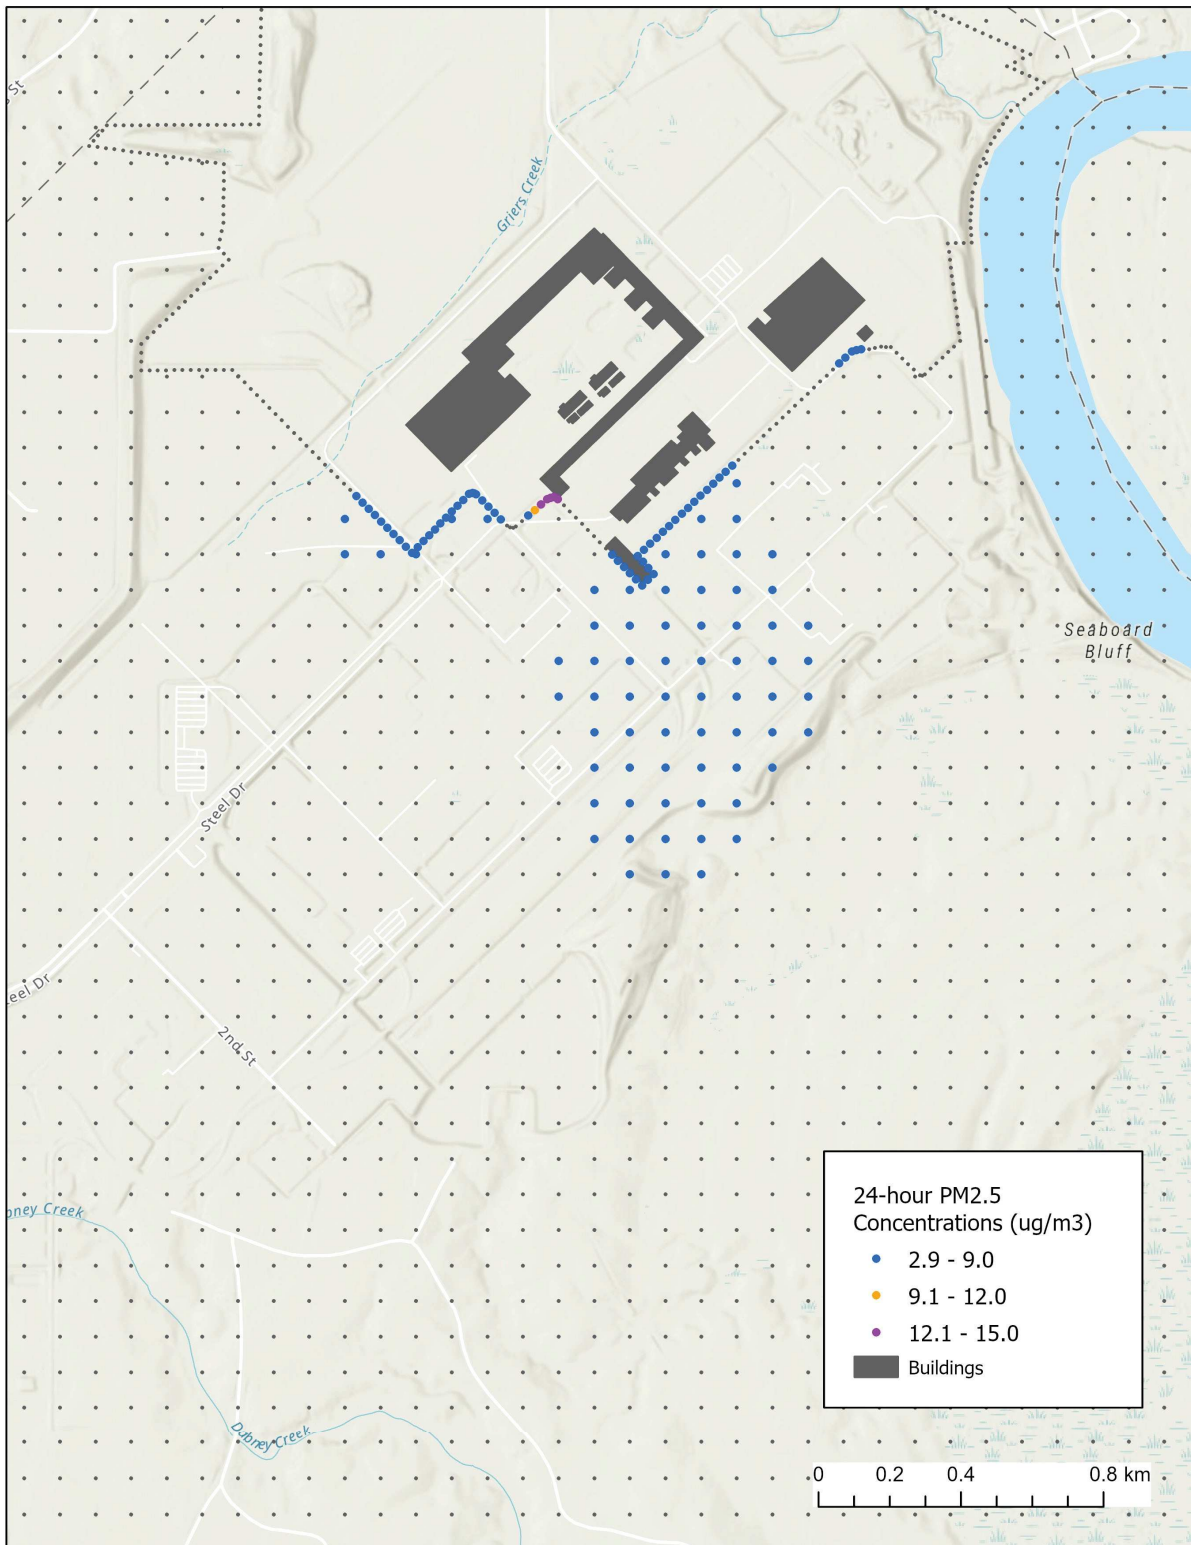 St
Griers Creek
Seaboard
Bluff
Steel Dr
teel Dr
2nd St
bney Creek
Dabney Creek
24-hour PM2.5
Concentrations (ug/m3)
2.9 - 9.0
9.1 - 12.0
12.1 - 15.0
Buildings
0 0.2 0.4 0.8 km